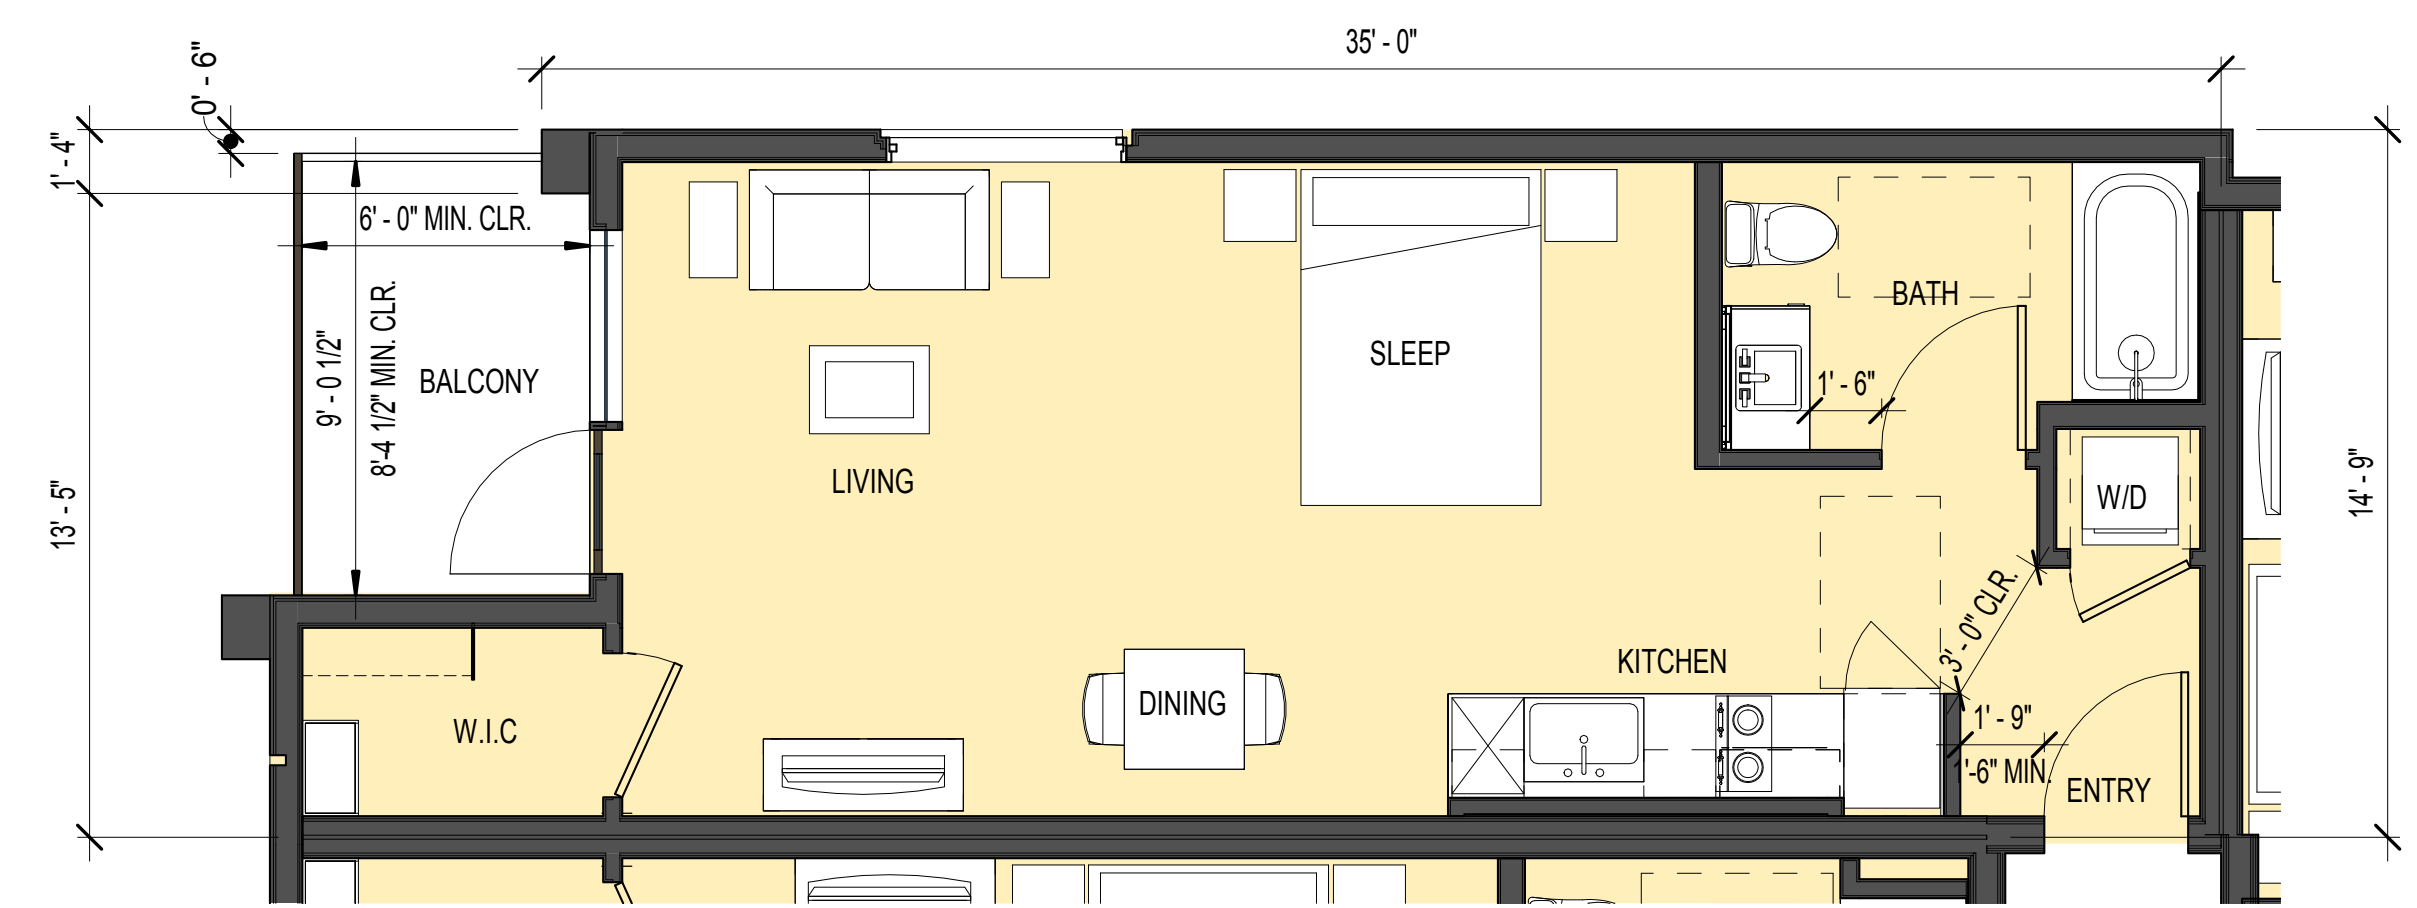 35' - 0"
0' - 6"
1' - 4"
6' - 0" MIN. CLR.
9' - 0 1/2"
8'-4 1/2" MIN. CLR.
BALCONY
13' - 5"
LIVING
SLEEP
BATH
1' - 6"
W/D
14' - 9"
3' - 0" CLR.
KITCHEN
DINING
W.I.C
1' - 9"
1'-6" MIN.
ENTRY